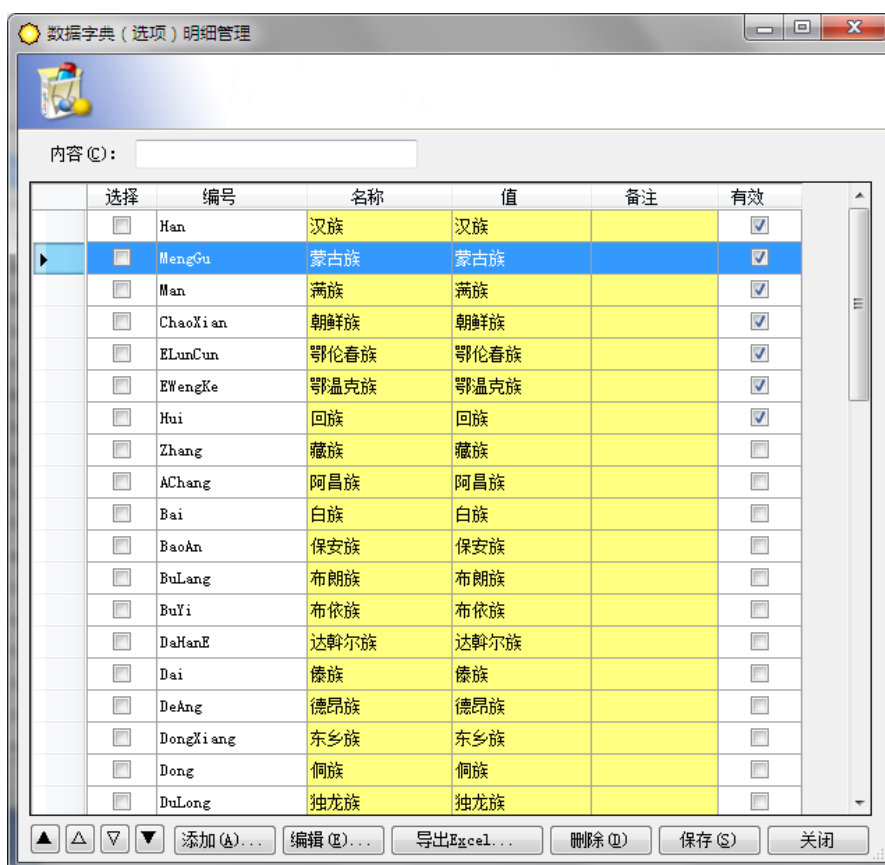 数据字典（选项）明细管理
内容(C)：
选择 编号 名称 值 备注 有效
Han 汉族 汉族
MengGu 蒙古族 蒙古族
Man 满族 满族
ChaoXian 朝鲜族 朝鲜族
ELunCun 鄂伦春族 鄂伦春族
EWengKe 鄂温克族 鄂温克族
Hui 回族 回族
Zhang 藏族 藏族
AChang 阿昌族 阿昌族
Bai 白族 白族
BaoAn 保安族 保安族
BuLang 布朗族 布朗族
BuYi 布依族 布依族
DaHanE 达斡尔族 达斡尔族
Dai 傣族 傣族
DeAng 德昂族 德昂族
DongXiang 东乡族 东乡族
Dong 侗族 侗族
DuLong 独龙族 独龙族
添加(A)... 编辑(E)... 导出Excel... 删除(D) 保存(S) 关闭